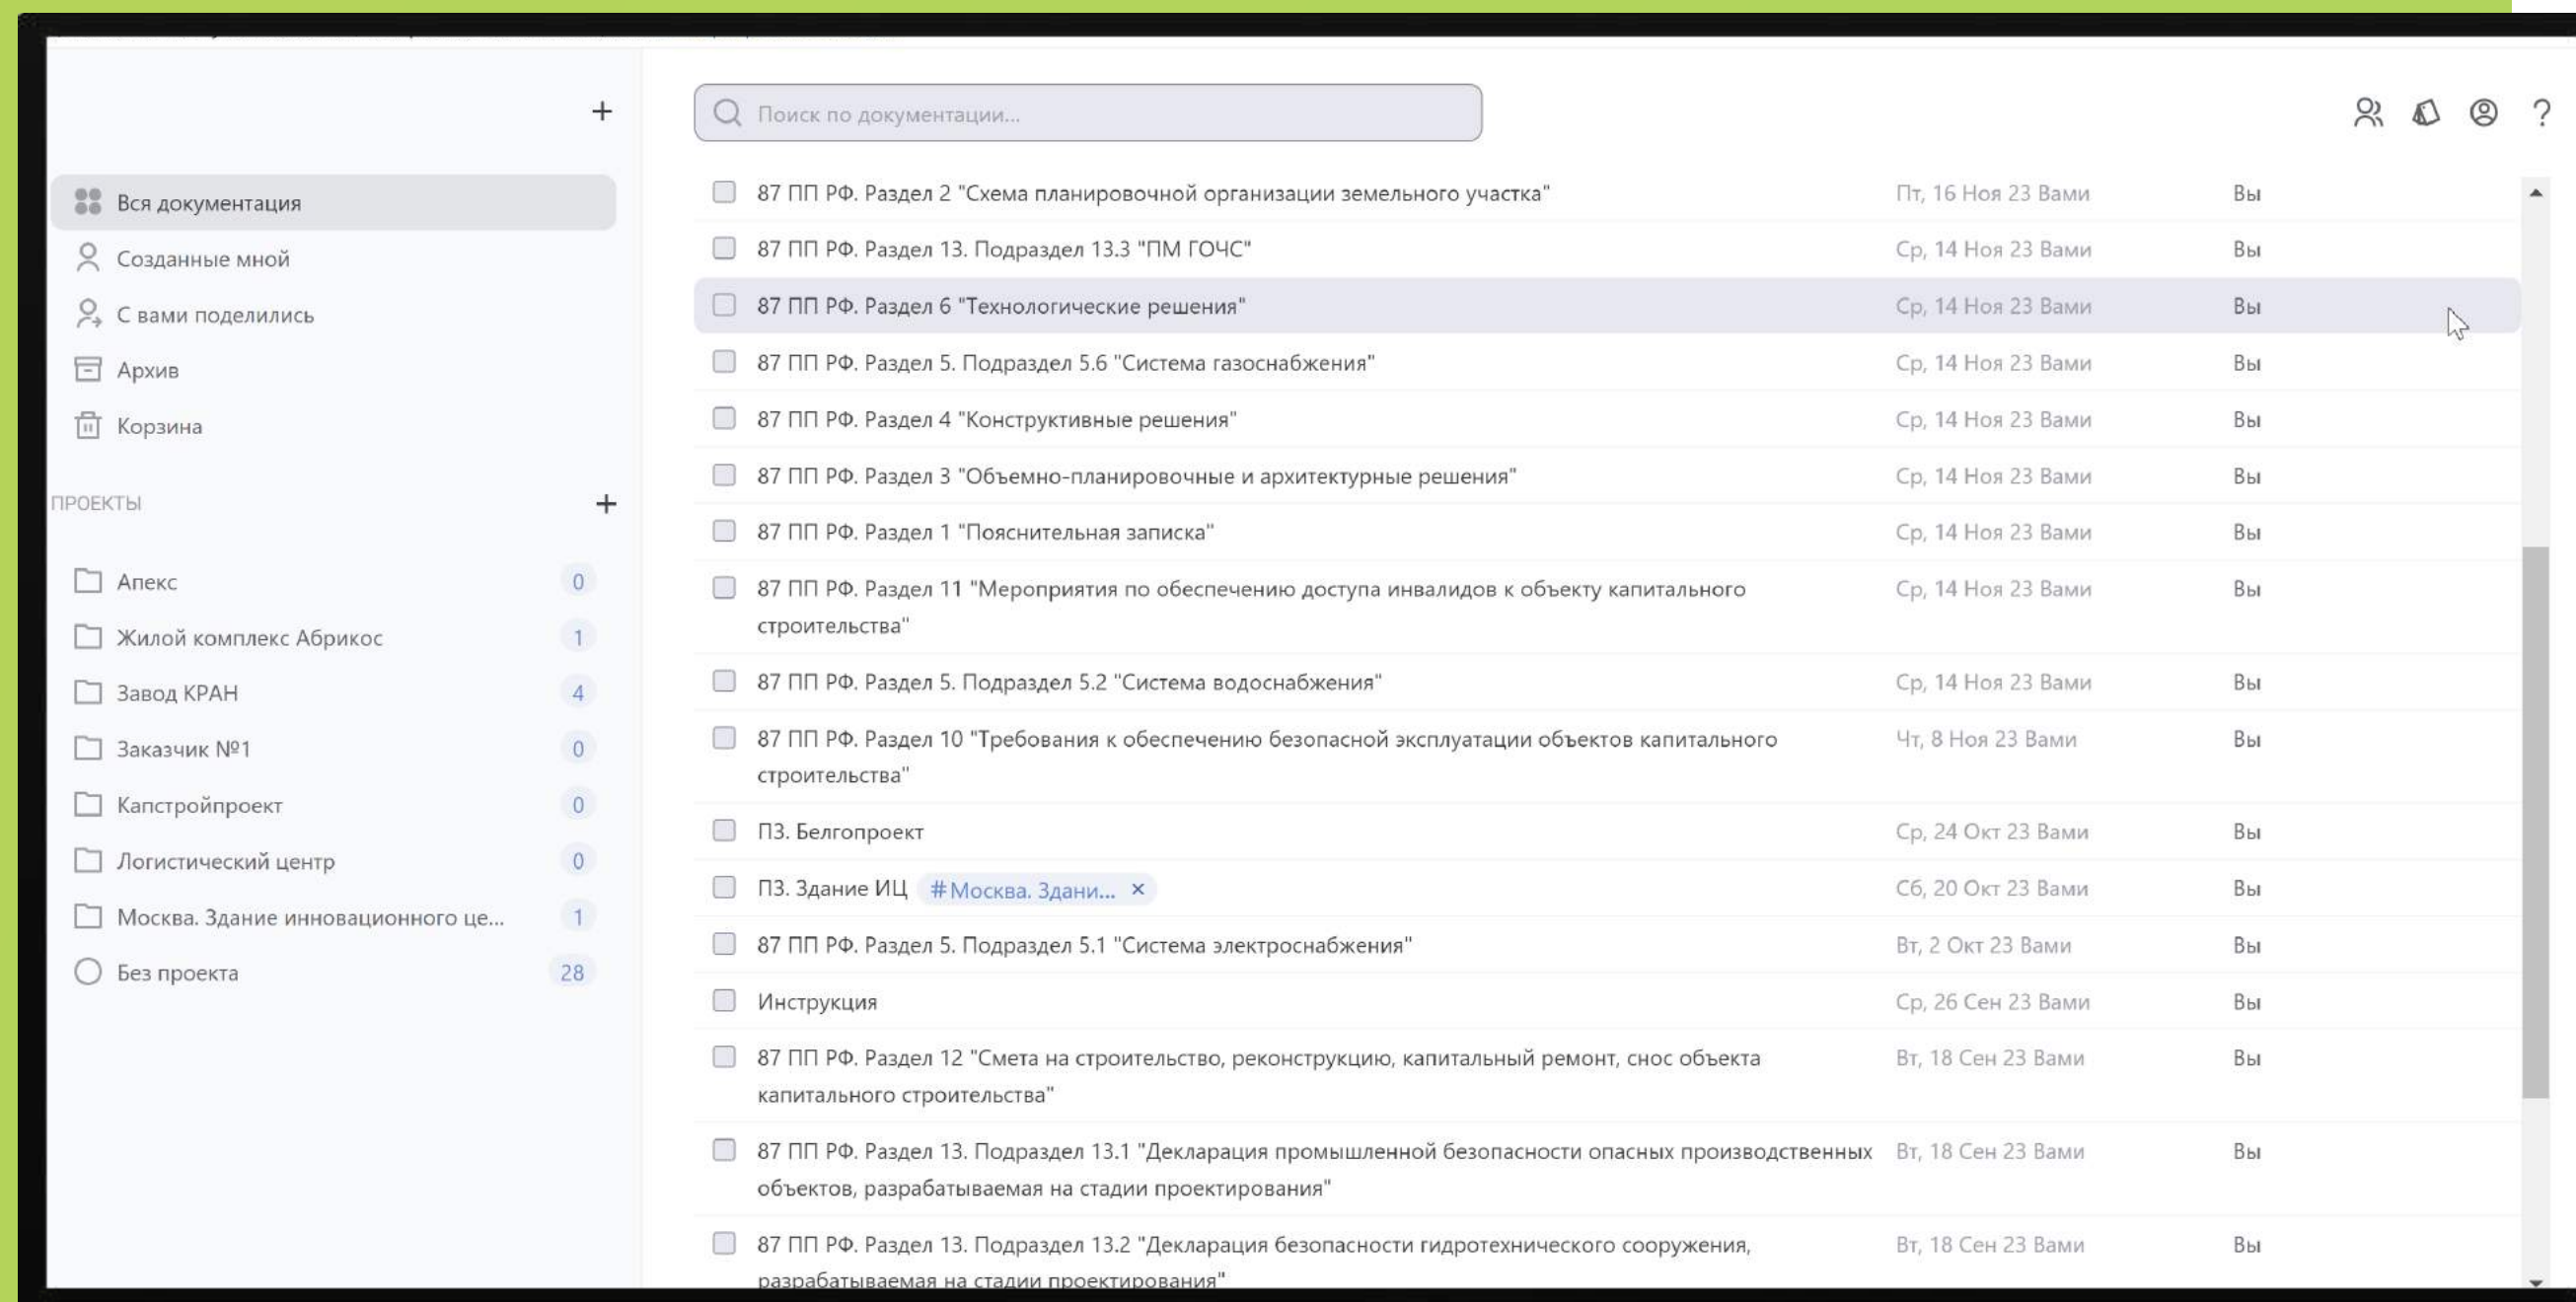 Поиск по документации...
?
Вся документация
Созданные мной
С вами поделились
Архив
Корзина
ПРОЕКТЫ
Апекс 0
Жилой комплекс Абрикос 1
Завод КРАН 4
Заказчик №1 0
Капстройпроект 0
Логистический центр 0
Москва. Здание инновационного це... 1
Без проекта 28
87 ПП РФ. Раздел 2 "Схема планировочной организации земельного участка" Пт, 16 Ноя 23 Вами Вы
87 ПП РФ. Раздел 13. Подраздел 13.3 "ПМ ГОЧС" Ср, 14 Ноя 23 Вами Вы
87 ПП РФ. Раздел 6 "Технологические решения" Ср, 14 Ноя 23 Вами Вы
87 ПП РФ. Раздел 5. Подраздел 5.6 "Система газоснабжения" Ср, 14 Ноя 23 Вами Вы
87 ПП РФ. Раздел 4 "Конструктивные решения" Ср, 14 Ноя 23 Вами Вы
87 ПП РФ. Раздел 3 "Объемно-планировочные и архитектурные решения" Ср, 14 Ноя 23 Вами Вы
87 ПП РФ. Раздел 1 "Пояснительная записка" Ср, 14 Ноя 23 Вами Вы
87 ПП РФ. Раздел 11 "Мероприятия по обеспечению доступа инвалидов к объекту капитального Ср, 14 Ноя 23 Вами Вы
строительства"
87 ПП РФ. Раздел 5. Подраздел 5.2 "Система водоснабжения" Ср, 14 Ноя 23 Вами Вы
87 ПП РФ. Раздел 10 "Требования к обеспечению безопасной эксплуатации объектов капитального Чт, 8 Ноя 23 Вами Вы
строительства"
ПЗ. Белгопроект Ср, 24 Окт 23 Вами Вы
ПЗ. Здание ИЦ #Москва. Здани... × Сб, 20 Окт 23 Вами Вы
87 ПП РФ. Раздел 5. Подраздел 5.1 "Система электроснабжения" Вт, 2 Окт 23 Вами Вы
Инструкция Ср, 26 Сен 23 Вами Вы
87 ПП РФ. Раздел 12 "Смета на строительство, реконструкцию, капитальный ремонт, снос объекта Вт, 18 Сен 23 Вами Вы
капитального строительства"
87 ПП РФ. Раздел 13. Подраздел 13.1 "Декларация промышленной безопасности опасных производственных Вт, 18 Сен 23 Вами Вы
объектов, разрабатываемая на стадии проектирования"
87 ПП РФ. Раздел 13. Подраздел 13.2 "Декларация безопасности гидротехнического сооружения, Вт, 18 Сен 23 Вами Вы
разрабатываемая на стадии проектирования"